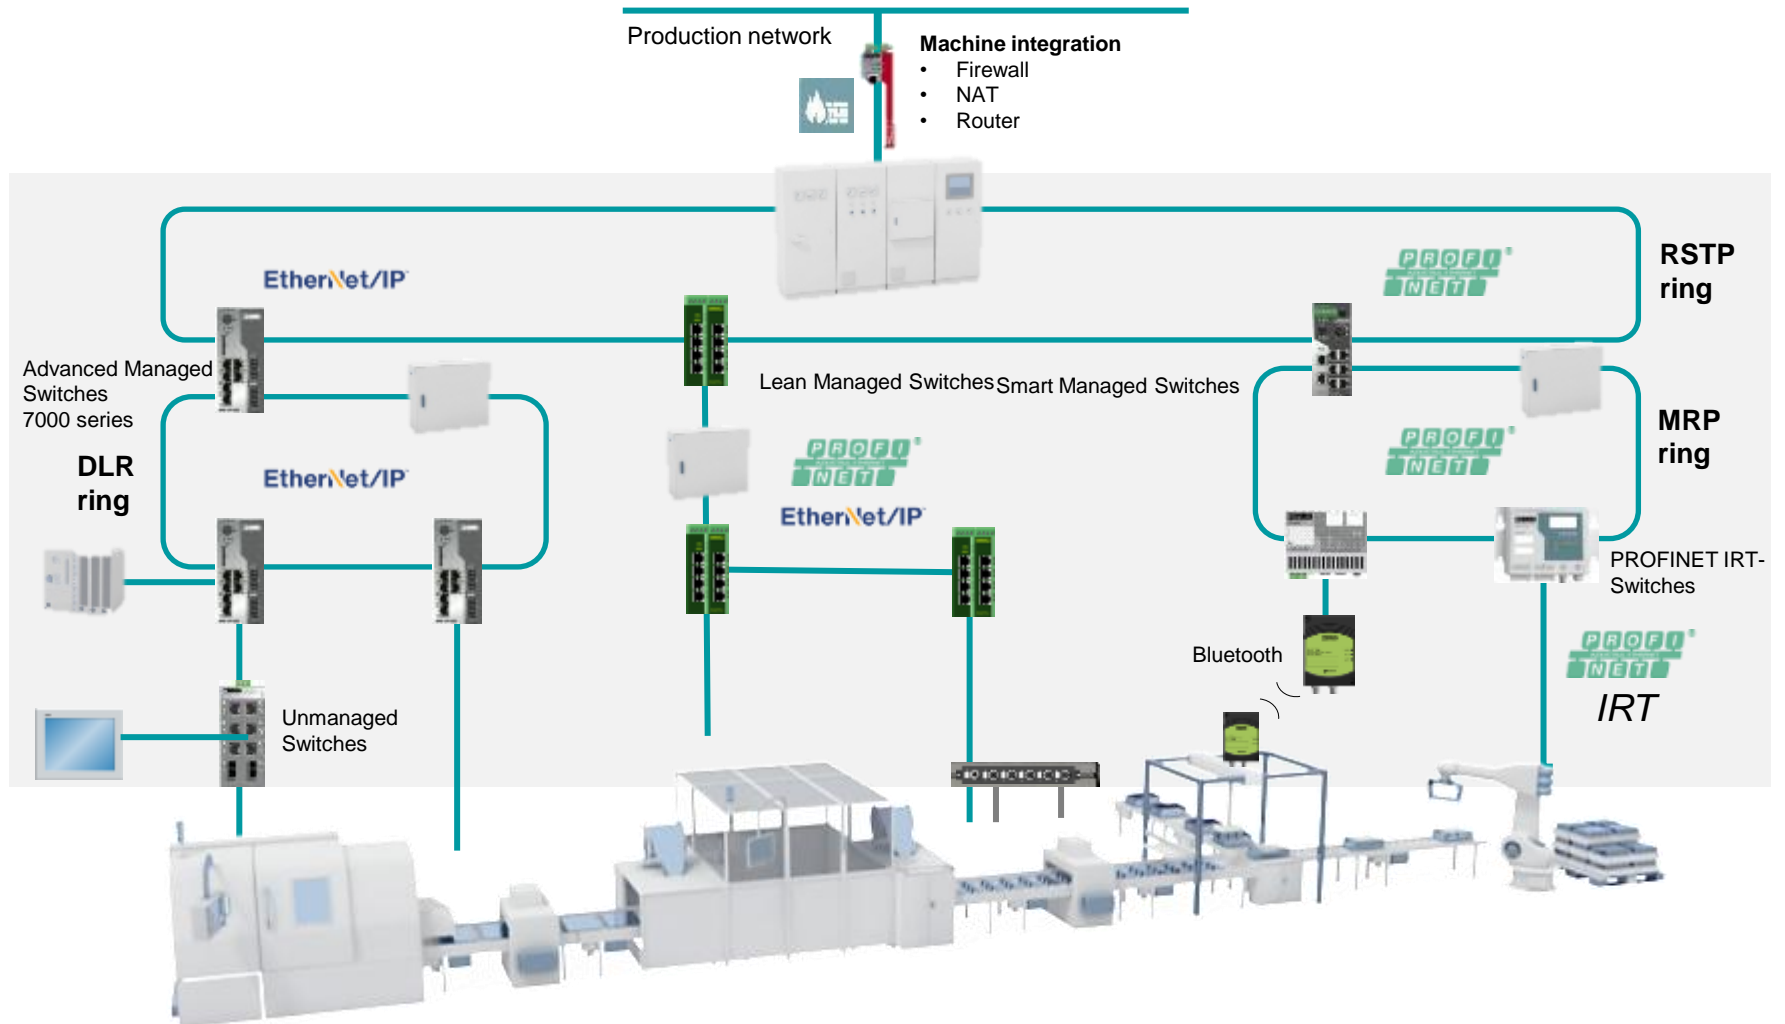 Production network
Machine integration
• Firewall
• NAT
• Router
EtherNet/IP
PROFI
NET
RSTP
ring
Advanced Managed
Switches
7000 series
Lean Managed Switches
Smart Managed Switches
DLR
ring
EtherNet/IP
PROFI
NET
EtherNet/IP
PROFI
NET
MRP
ring
PROFINET IRT-
Switches
Bluetooth
PROFI
NET
IRT
Unmanaged
Switches